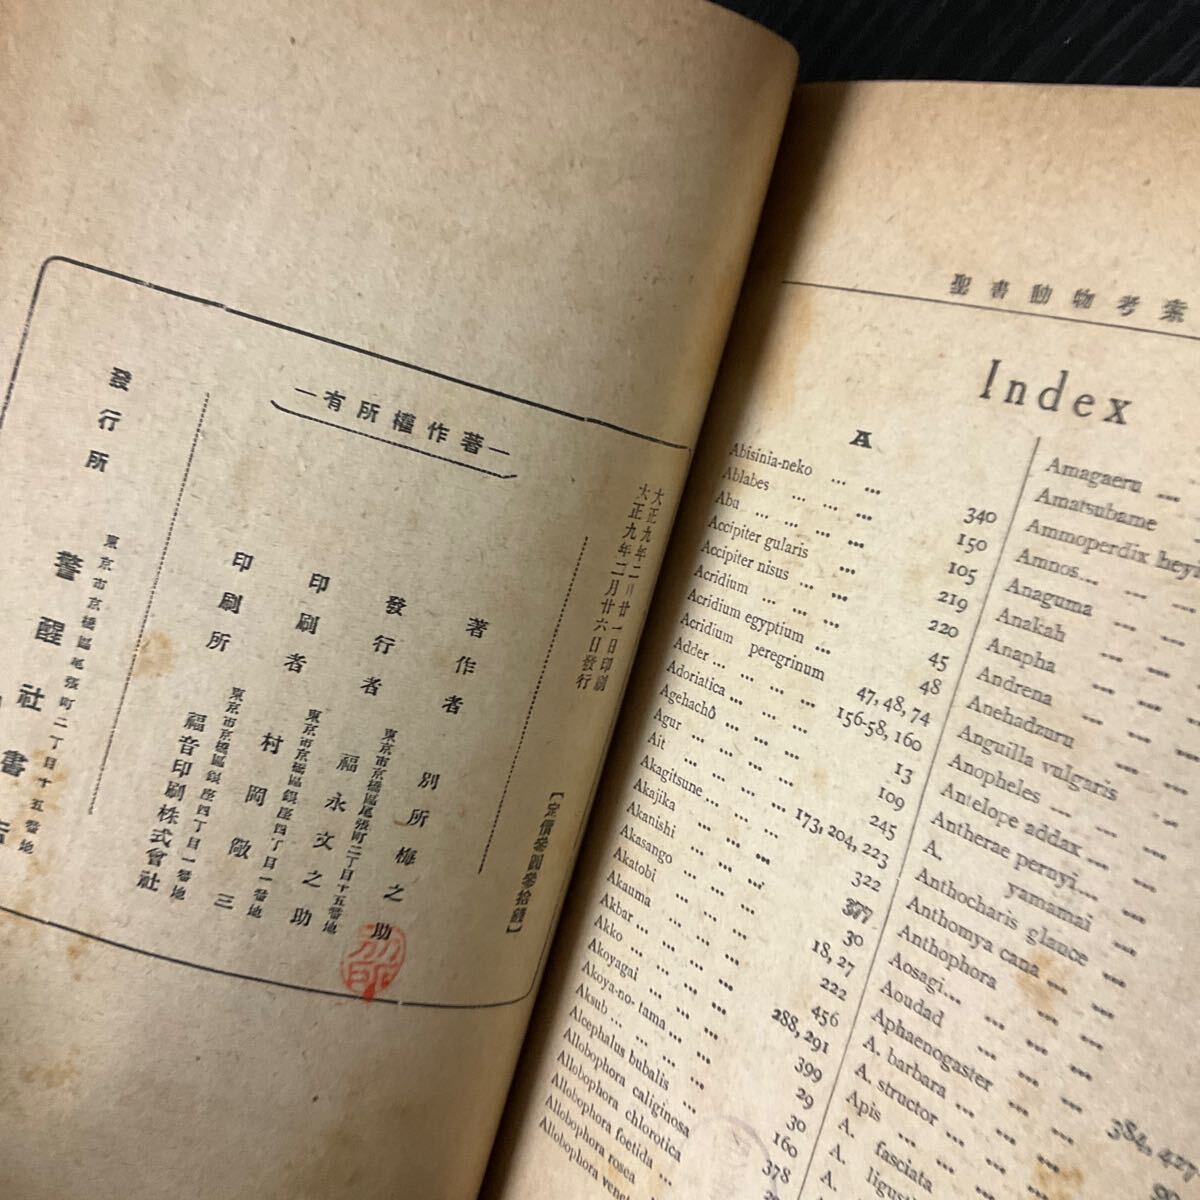 大正九年二月廿一日印刷
大正九年二月廿六日發行
【定價參圓參拾錢】
—著作權所有—
著作者 別所梅之助
東京市京橋區尾張町二丁目十五番地
發行者 福永文之助
東京市京橋區銀座四丁目一番地
印刷者 村岡儆三
東京市京橋區銀座四丁目一番地
印刷所 福音印刷株式會社
發行所
東京市京橋區尾張町二丁目十五番地
警醒社書店
別所
聖書動物考索
Index
A
Abisinia-neko ... ... 340
Ablabes ... ... ... 150
Abu ... ... ... ... 105
Accipiter gularis ... 219
Accipiter nisus ... ... 220
Acridium ... ... ... 45
Acridium egyptium ... 48
Acridium peregrinum 47, 48, 74
Adder ... ... ... 156-58, 160
Adoriatica ... ... ... 13
Agehachō ... ... ... 109
Agur ... ... ... ... 245
Ait ... ... 173, 204, 223
Akagitsune ... ... ... 322
Akajika ... ... ... 377
Akanishi ... ... ... 30
Akasango ... ... 18, 27
Akatobi ... ... ... 222
Akauma ... ... ... 456
Akbar ... ... ... 288, 291
Akko ... ... ... ... 399
Akoyagai ... ... ... 29
Akoya-no-tama ... ... 30
Aksub ... ... ... ... 160
Alcephalus bubalis ... 378
Allobophora caliginosa
Allobophora chlorotica
Allobophora foetida ...
Allobophora rosea
Allobophora venet
Amagaeru ...
Amatsubame
Ammoperdix heyi
Amnos... ...
Anaguma ...
Anakah ...
Anapha ...
Andrena ...
Anehadzuru ...
Anguilla vulgaris
Anopheles ... ...
Antelope addax ...
Antherae pernyi...
A. yamamai ...
Anthocharis glance ...
Anthomya cana ...
Anthophora ...
Aosagi... ...
Aoudad ...
Aphaenogaster ... 384, 427
A. barbara ...
A. structor ...
Apis ... ...
A. fasciata
A. ligust